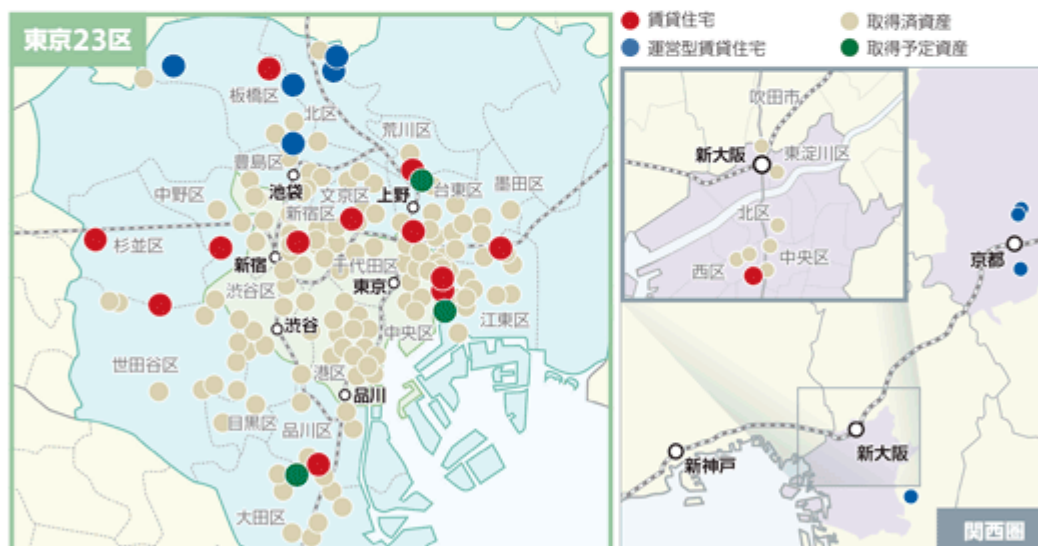 東京23区
賃貸住宅
取得済資産
運営型賃貸住宅
取得予定資産
板橋区
北区
荒川区
豊島区
池袋
中野区
文京区
上野
台東区
墨田区
新宿区
杉並区
新宿
千代田区
東京
渋谷区
渋谷
中央区
江東区
世田谷区
港区
品川
目黒区
品川区
大田区
吹田市
新大阪
東淀川区
北区
西区
中央区
京都
新大阪
新神戸
関西圏